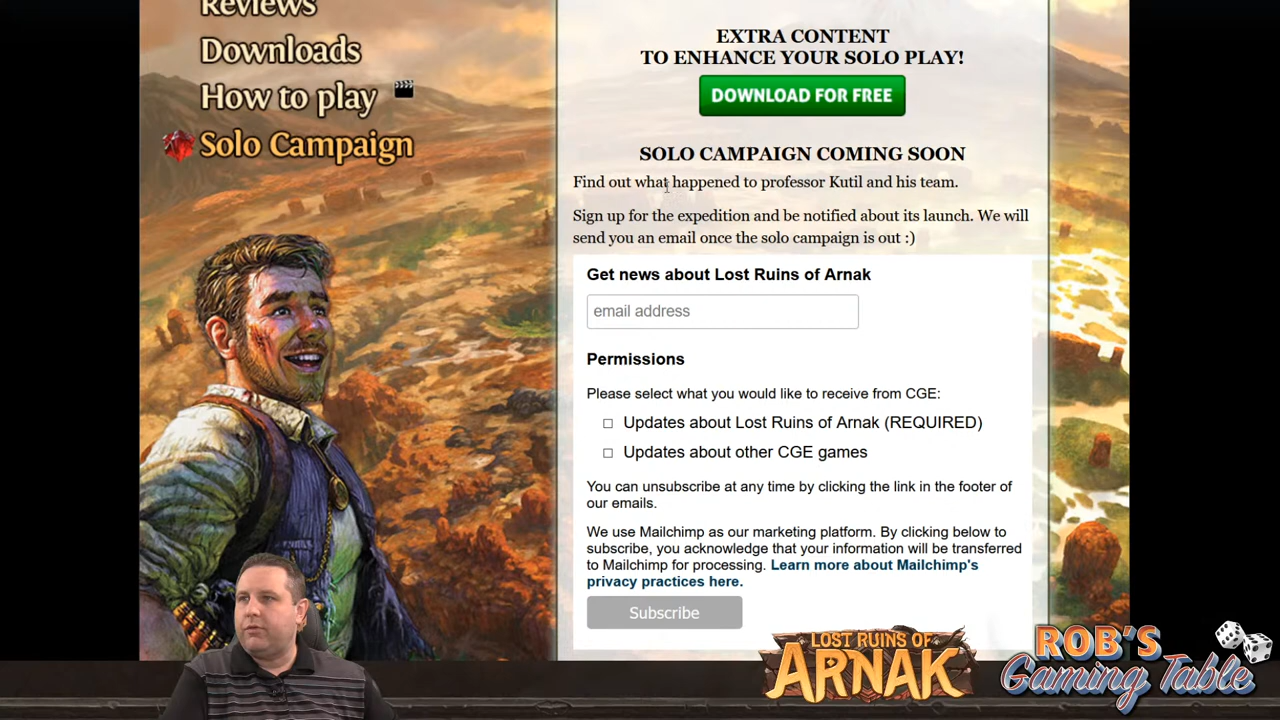 Reviews
Downloads
How to play
Solo Campaign
EXTRA CONTENT
TO ENHANCE YOUR SOLO PLAY!
DOWNLOAD FOR FREE
SOLO CAMPAIGN COMING SOON
Find out what happened to professor Kutil and his team.
Sign up for the expedition and be notified about its launch. We will
send you an email once the solo campaign is out :)
Get news about Lost Ruins of Arnak
email address
Permissions
Please select what you would like to receive from CGE:
Updates about Lost Ruins of Arnak (REQUIRED)
Updates about other CGE games
You can unsubscribe at any time by clicking the link in the footer of
our emails.
We use Mailchimp as our marketing platform. By clicking below to
subscribe, you acknowledge that your information will be transferred
to Mailchimp for processing. Learn more about Mailchimp's
privacy practices here.
Subscribe
LOST RUINS OF
ARNAK
ROB'S
Gaming Table